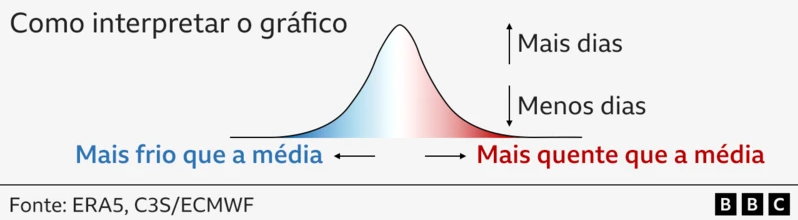 Como interpretar o gráfico
Mais dias
Menos dias
Mais frio que a média
Mais quente que a média
Fonte: ERA5, C3S/ECMWF
BBC